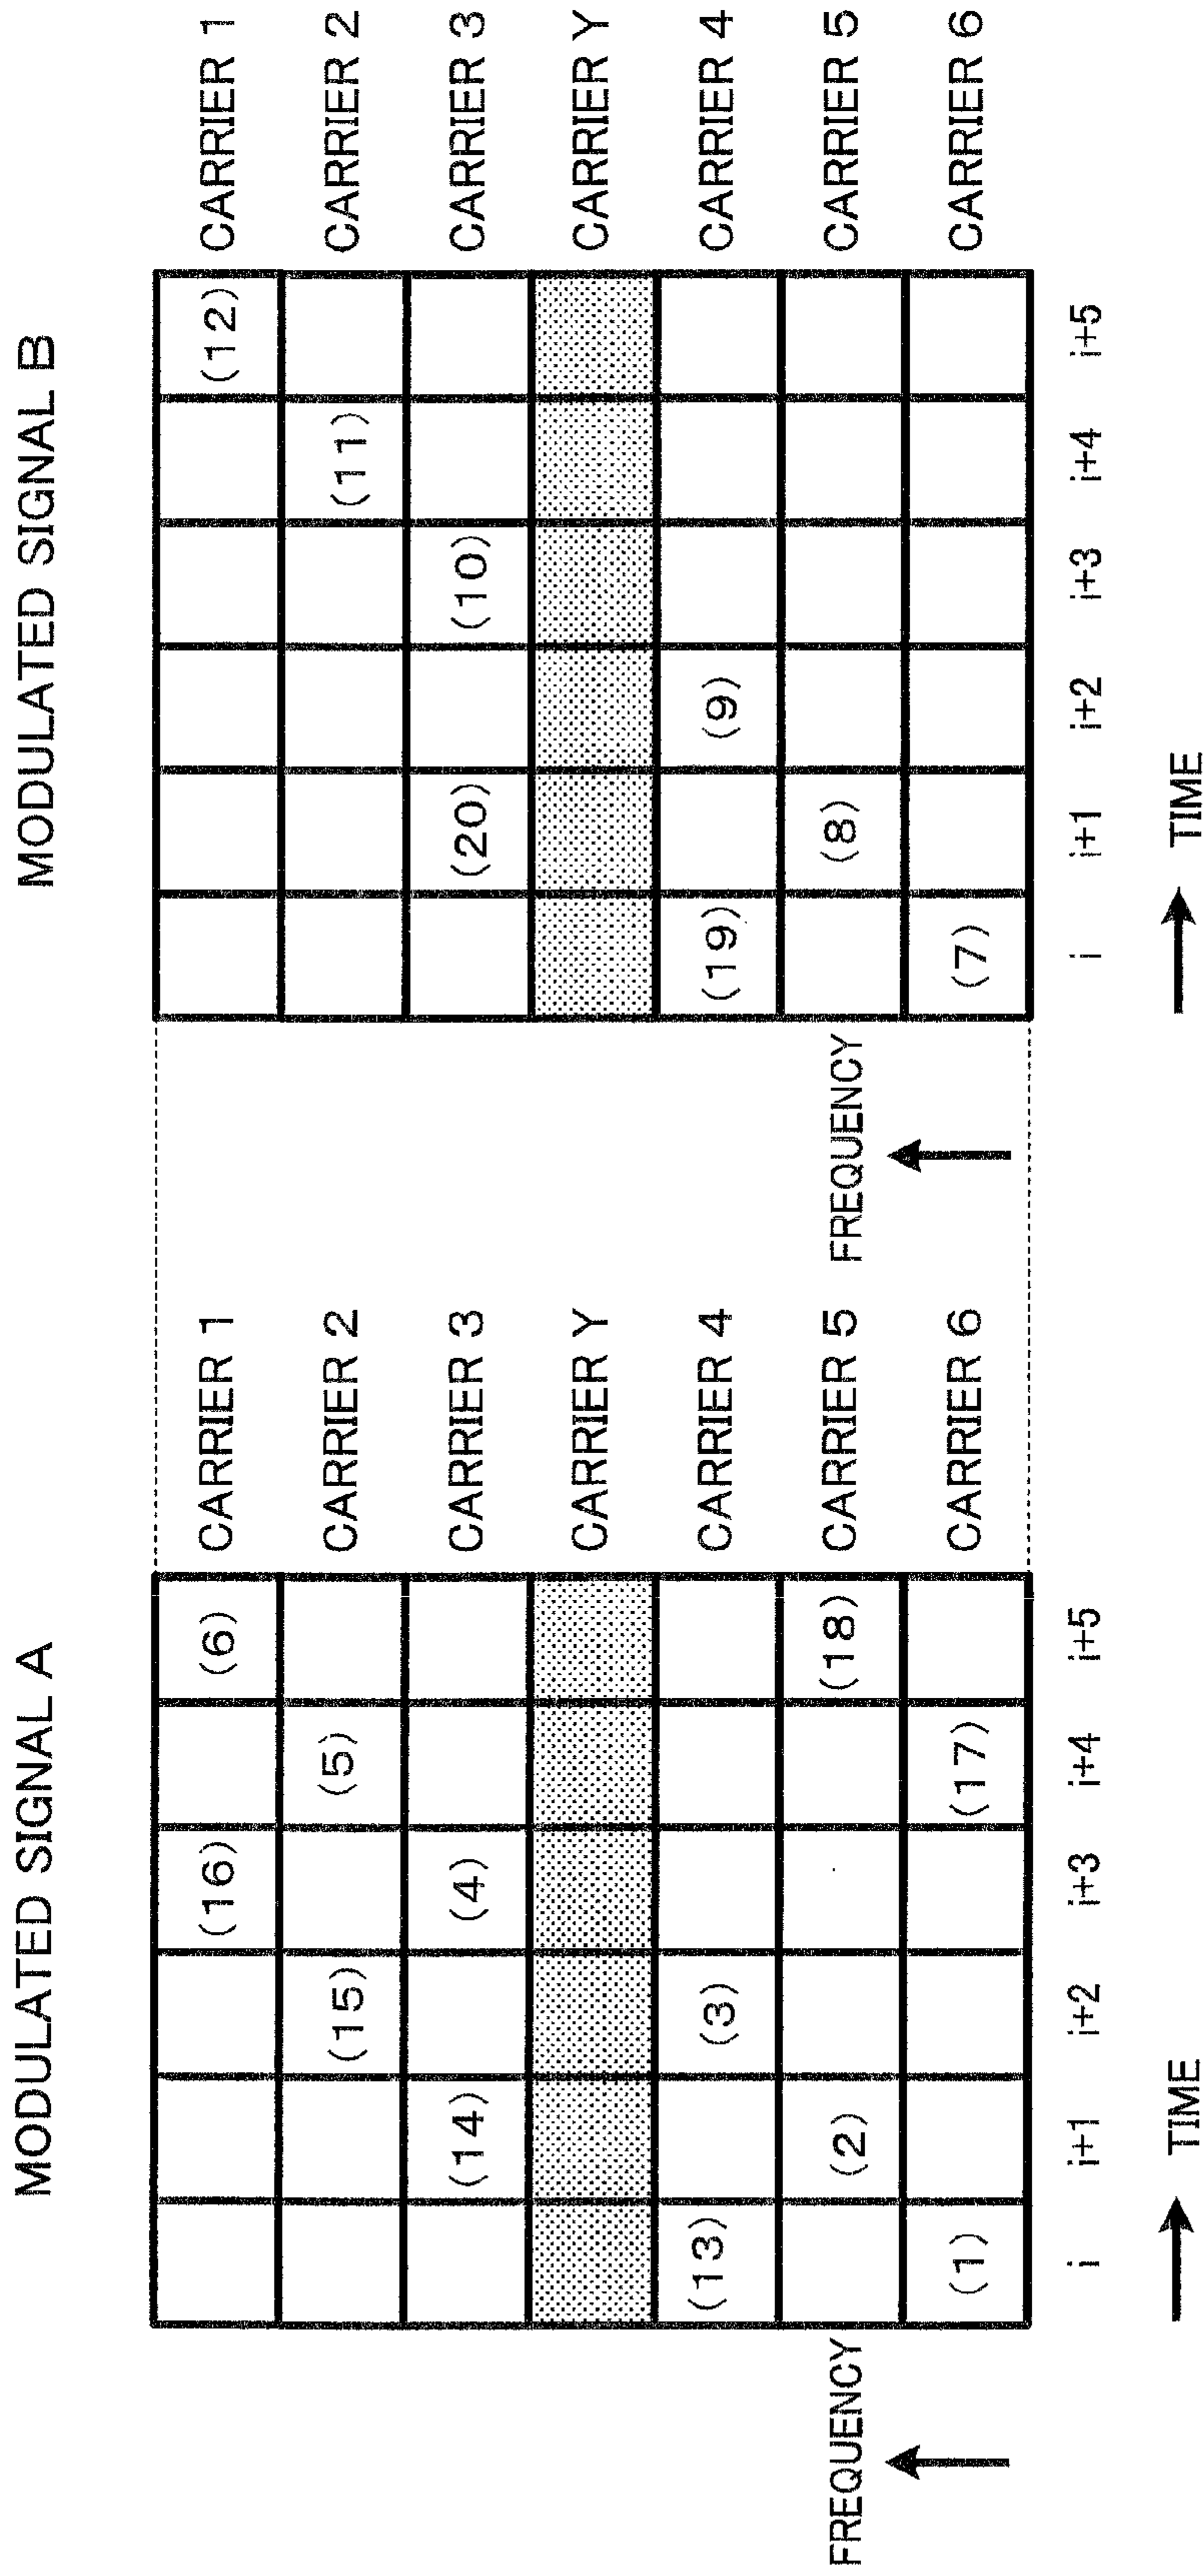 MODULATED SIGNAL A
(6) CARRIER 1
(16)
(5) CARRIER 2
(15)
(4) CARRIER 3
(14)
CARRIER Y
(13) (3) CARRIER 4
(2) (18) CARRIER 5
(1) (17) CARRIER 6
FREQUENCY
i i+1 i+2 i+3 i+4 i+5
TIME
MODULATED SIGNAL B
(12) CARRIER 1
(11) CARRIER 2
(20) (10) CARRIER 3
CARRIER Y
(19) (9) CARRIER 4
(8) CARRIER 5
(7) CARRIER 6
FREQUENCY
i i+1 i+2 i+3 i+4 i+5
TIME